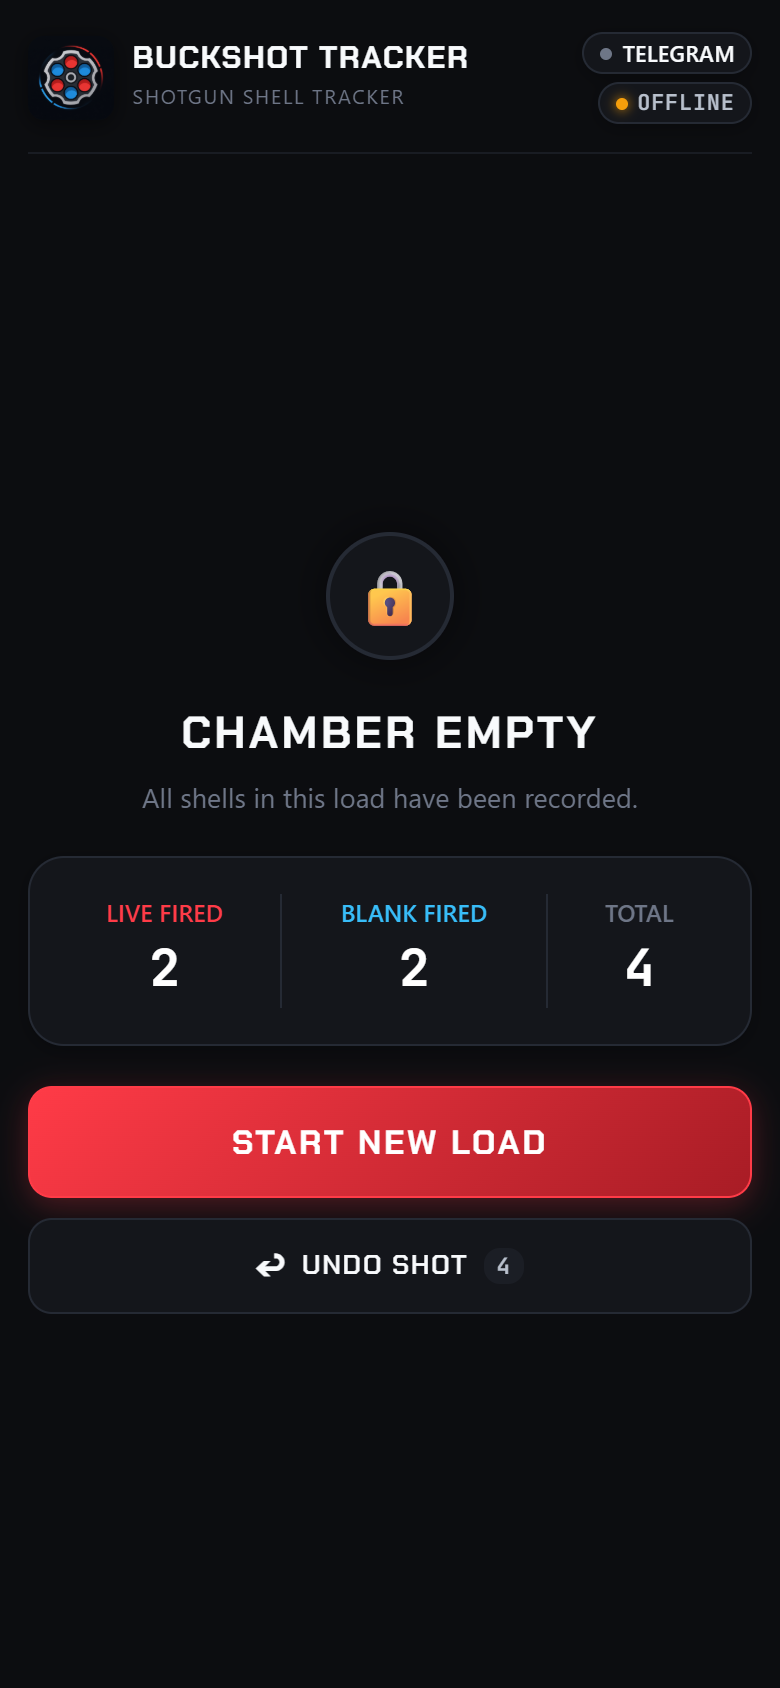 BUCKSHOT TRACKER
SHOTGUN SHELL TRACKER
TELEGRAM
OFFLINE
CHAMBER EMPTY
All shells in this load have been recorded.
LIVE FIRED
2
BLANK FIRED
2
TOTAL
4
START NEW LOAD
UNDO SHOT 4